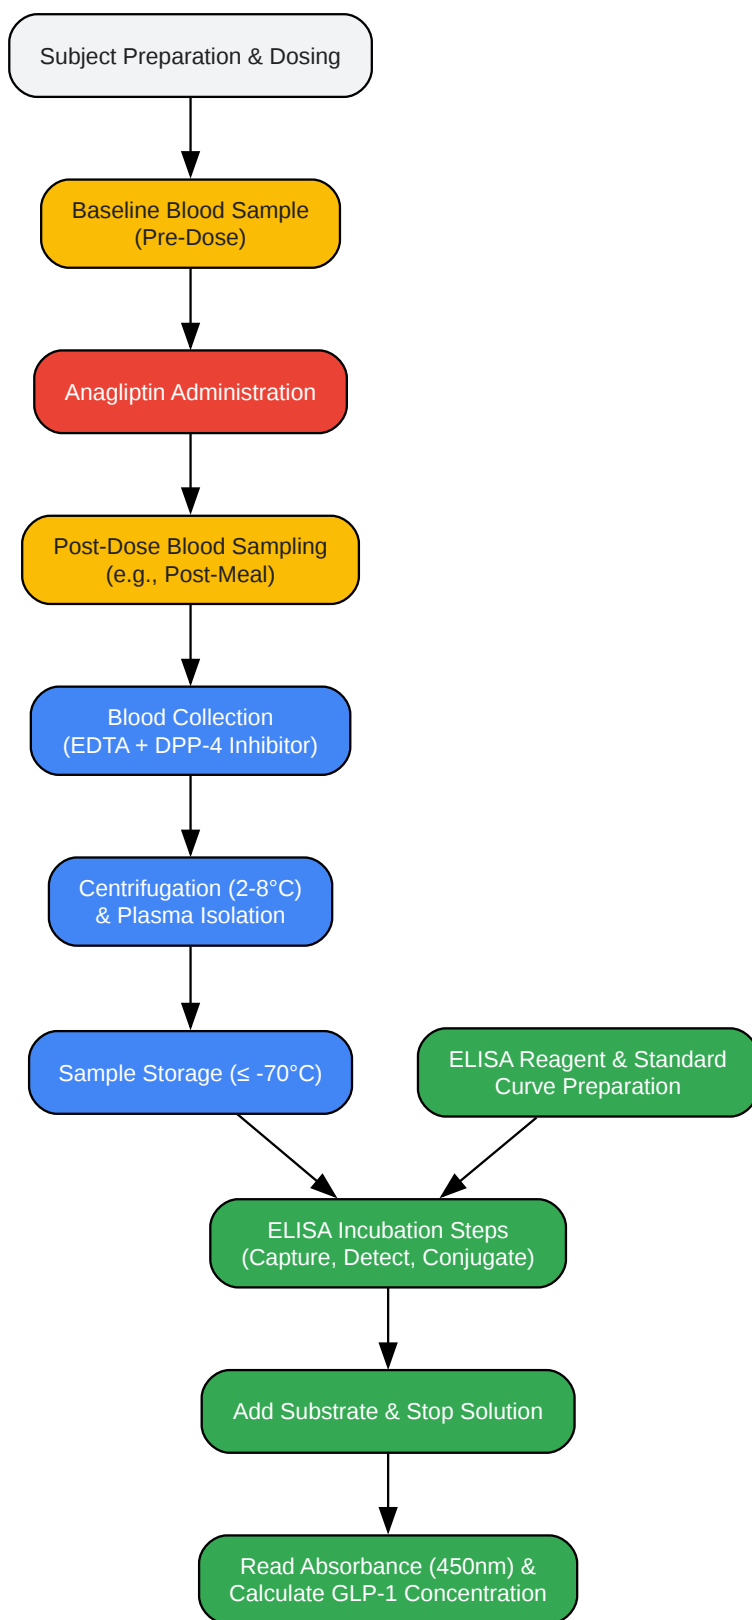 Subject Preparation & Dosing
Baseline Blood Sample
(Pre-Dose)
Anagliptin Administration
Post-Dose Blood Sampling
(e.g., Post-Meal)
Blood Collection
(EDTA + DPP-4 Inhibitor)
Centrifugation (2-8°C)
& Plasma Isolation
Sample Storage (≤ -70°C)
ELISA Reagent & Standard
Curve Preparation
ELISA Incubation Steps
(Capture, Detect, Conjugate)
Add Substrate & Stop Solution
Read Absorbance (450nm) &
Calculate GLP-1 Concentration